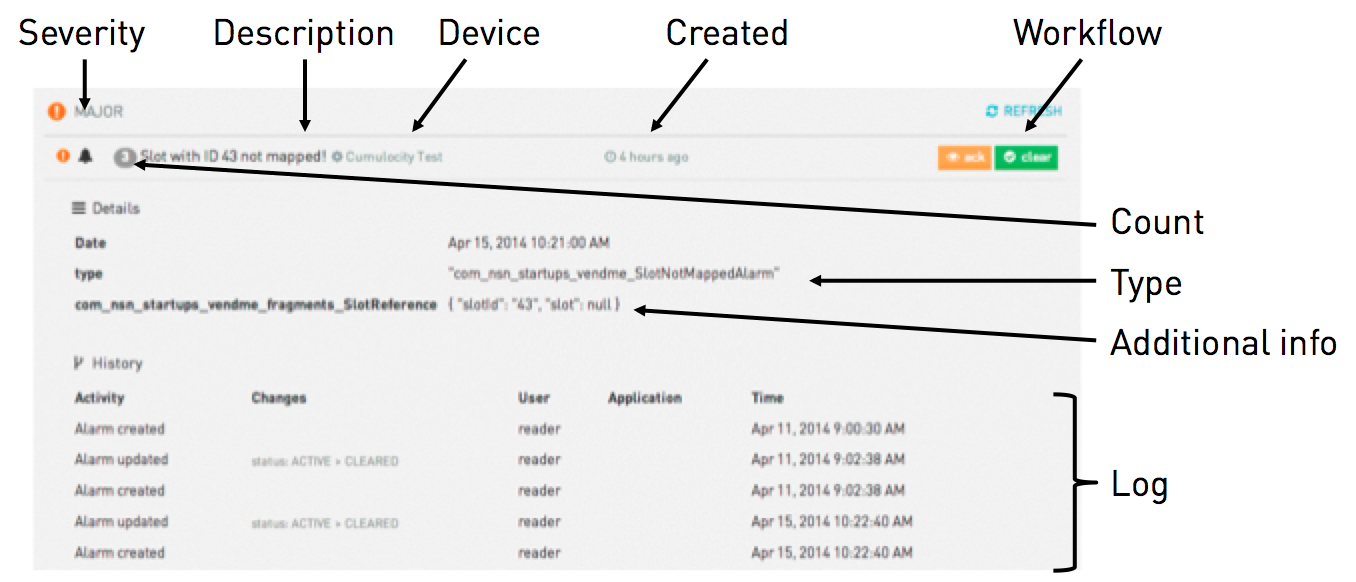 Severity Description Device Created Workflow
MAJOR REFRESH
3 Slot with ID 43 not mapped! Cumulocity Test 4 hours ago ack clear
Count
Details
Date Apr 15, 2014 10:21:00 AM
type "com_nsn_startups_vendme_SlotNotMappedAlarm" Type
com_nsn_startups_vendme_fragments_SlotReference { "slotId": "43", "slot": null }
Additional info
History
Activity Changes User Application Time
Alarm created reader Apr 11, 2014 9:00:30 AM
Alarm updated status: ACTIVE » CLEARED reader Apr 11, 2014 9:02:38 AM
Alarm created reader Apr 11, 2014 9:02:38 AM
Log
Alarm updated status: ACTIVE » CLEARED reader Apr 15, 2014 10:22:40 AM
Alarm created reader Apr 15, 2014 10:22:40 AM